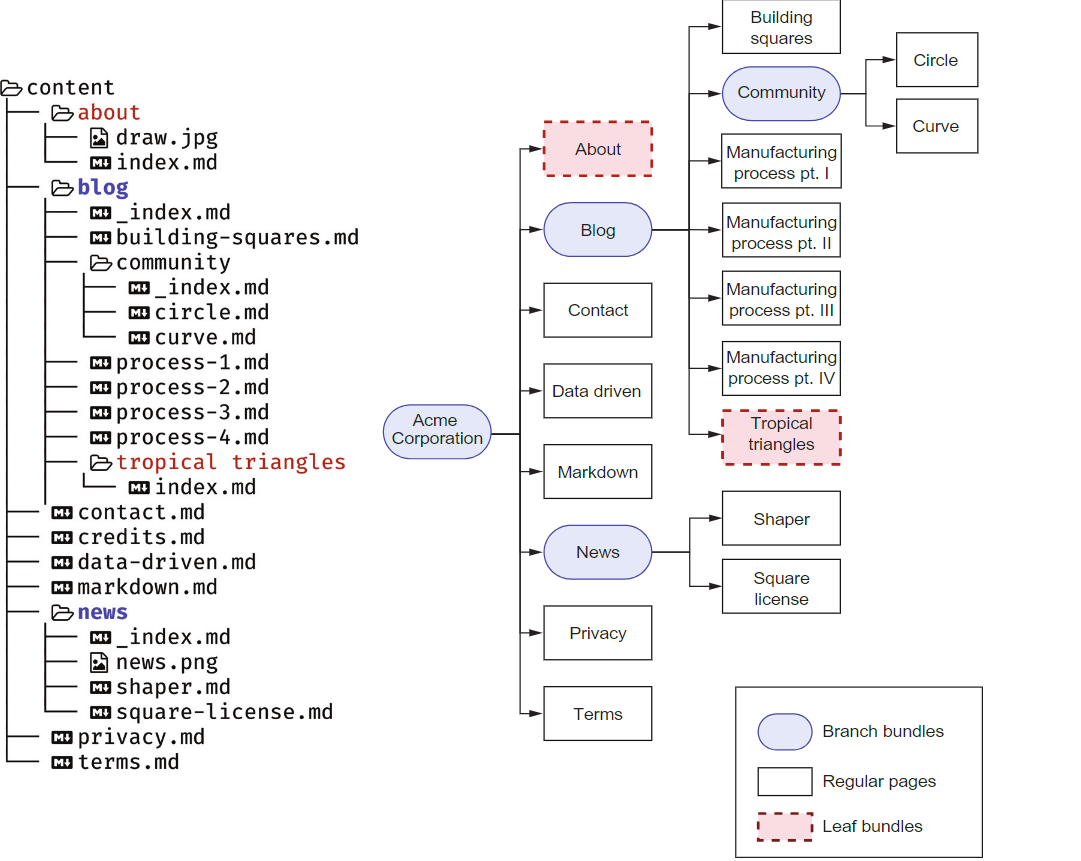 content
about
draw.jpg
index.md
blog
_index.md
building-squares.md
community
_index.md
circle.md
curve.md
process-1.md
process-2.md
process-3.md
process-4.md
tropical triangles
index.md
contact.md
credits.md
data-driven.md
markdown.md
news
_index.md
news.png
shaper.md
square-license.md
privacy.md
terms.md
Acme
Corporation
About
Blog
Contact
Data driven
Markdown
News
Privacy
Terms
Building
squares
Community
Manufacturing
process pt. I
Manufacturing
process pt. II
Manufacturing
process pt. III
Manufacturing
process pt. IV
Tropical
triangles
Circle
Curve
Shaper
Square
license
Branch bundles
Regular pages
Leaf bundles